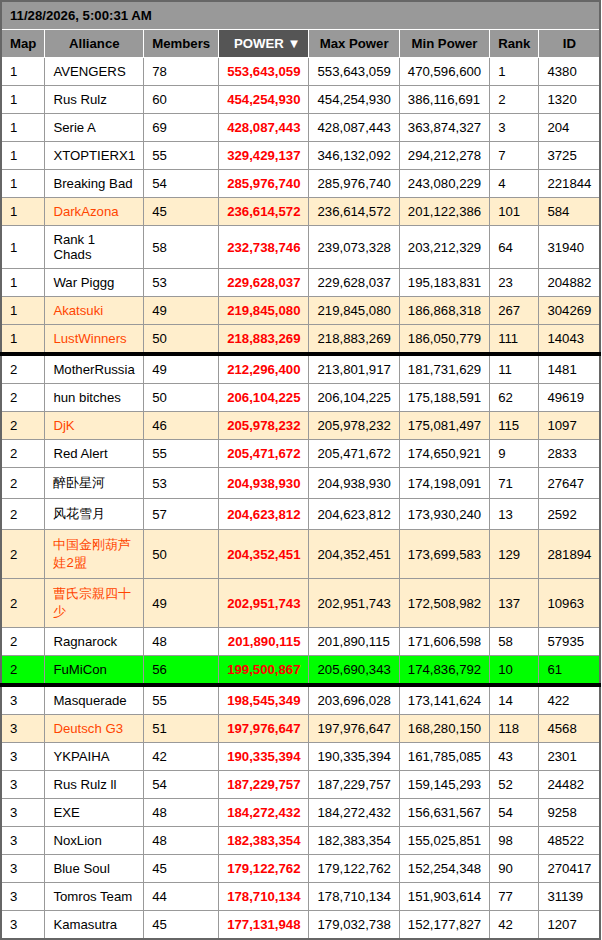 11/28/2026, 5:00:31 AM
Map Alliance Members POWER ▼ Max Power Min Power Rank ID
1 AVENGERS 78 553,643,059 553,643,059 470,596,600 1 4380
1 Rus Rulz 60 454,254,930 454,254,930 386,116,691 2 1320
1 Serie A 69 428,087,443 428,087,443 363,874,327 3 204
1 XTOPTIERX1 55 329,429,137 346,132,092 294,212,278 7 3725
1 Breaking Bad 54 285,976,740 285,976,740 243,080,229 4 221844
1 DarkAzona 45 236,614,572 236,614,572 201,122,386 101 584
1 Rank 1 Chads 58 232,738,746 239,073,328 203,212,329 64 31940
1 War Piggg 53 229,628,037 229,628,037 195,183,831 23 204882
1 Akatsuki 49 219,845,080 219,845,080 186,868,318 267 304269
1 LustWinners 50 218,883,269 218,883,269 186,050,779 111 14043
2 MotherRussia 49 212,296,400 213,801,917 181,731,629 11 1481
2 hun bitches 50 206,104,225 206,104,225 175,188,591 62 49619
2 DjK 46 205,978,232 205,978,232 175,081,497 115 1097
2 Red Alert 55 205,471,672 205,471,672 174,650,921 9 2833
2 醉卧星河 53 204,938,930 204,938,930 174,198,091 71 27647
2 风花雪月 57 204,623,812 204,623,812 173,930,240 13 2592
2 中国金刚葫芦娃2盟 50 204,352,451 204,352,451 173,699,583 129 281894
2 曹氏宗親四十少 49 202,951,743 202,951,743 172,508,982 137 10963
2 Ragnarock 48 201,890,115 201,890,115 171,606,598 58 57935
2 FuMiCon 56 199,500,867 205,690,343 174,836,792 10 61
3 Masquerade 55 198,545,349 203,696,028 173,141,624 14 422
3 Deutsch G3 51 197,976,647 197,976,647 168,280,150 118 4568
3 YKPAIHA 42 190,335,394 190,335,394 161,785,085 43 2301
3 Rus Rulz ll 54 187,229,757 187,229,757 159,145,293 52 24482
3 EXE 48 184,272,432 184,272,432 156,631,567 54 9258
3 NoxLion 48 182,383,354 182,383,354 155,025,851 98 48522
3 Blue Soul 45 179,122,762 179,122,762 152,254,348 90 270417
3 Tomros Team 44 178,710,134 178,710,134 151,903,614 77 31139
3 Kamasutra 45 177,131,948 179,032,738 152,177,827 42 1207